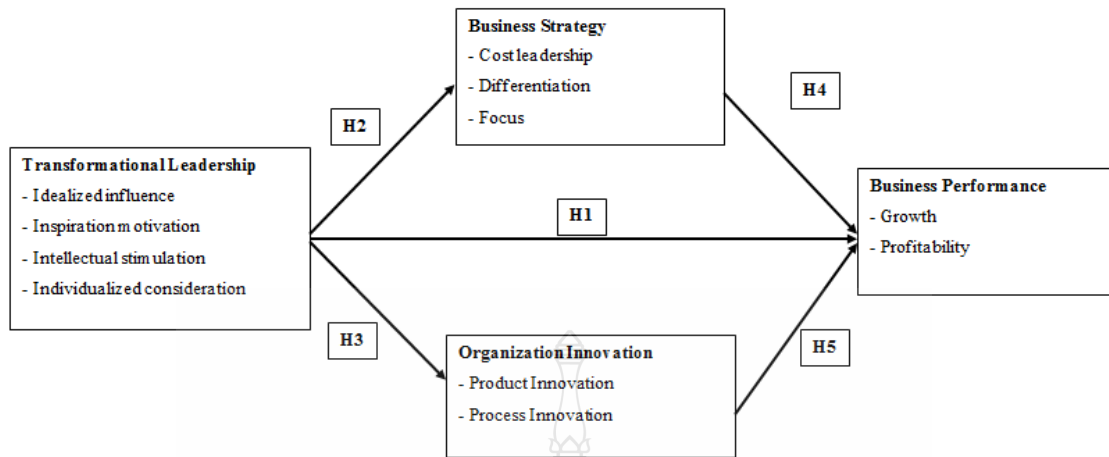 Business Strategy
- Cost leadership
- Differentiation
- Focus
H4
H2
Transformational Leadership
- Idealized influence
- Inspiration motivation
- Intellectual stimulation
- Individualized consideration
H1
Business Performance
- Growth
- Profitability
H3
Organization Innovation
- Product Innovation
- Process Innovation
H5